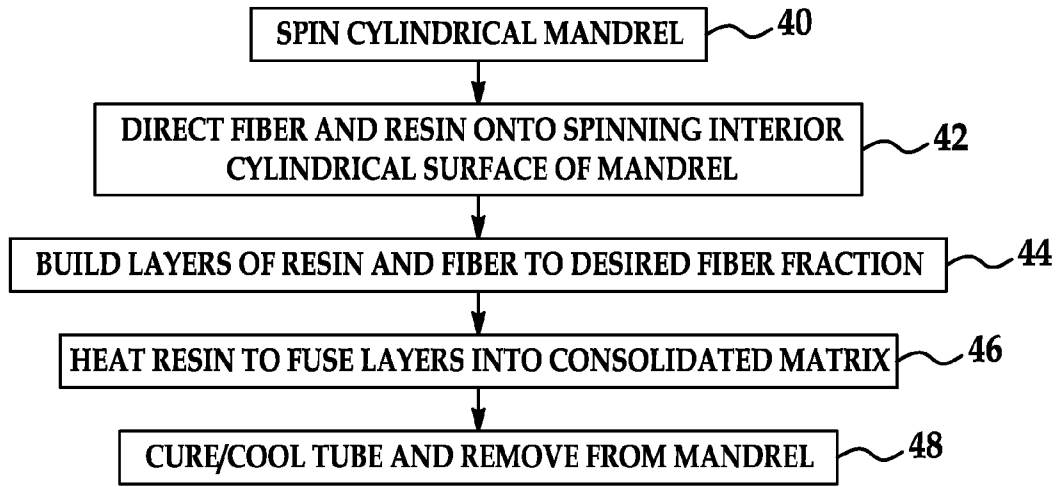 SPIN CYLINDRICAL MANDREL 40
DIRECT FIBER AND RESIN ONTO SPINNING INTERIOR
CYLINDRICAL SURFACE OF MANDREL 42
BUILD LAYERS OF RESIN AND FIBER TO DESIRED FIBER FRACTION 44
HEAT RESIN TO FUSE LAYERS INTO CONSOLIDATED MATRIX 46
CURE/COOL TUBE AND REMOVE FROM MANDREL 48